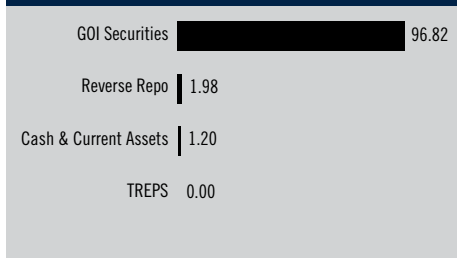 GOI Securities 96.82
Reverse Repo 1.98
Cash & Current Assets 1.20
TREPS 0.00